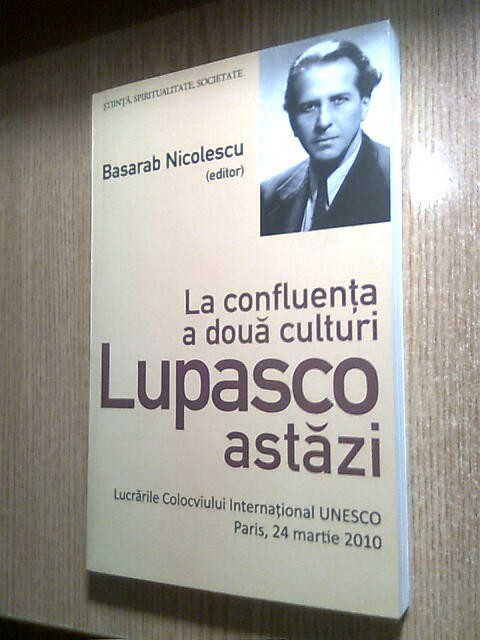 ŞTIINŢĂ, SPIRITUALITATE, SOCIETATE
Basarab Nicolescu
(editor)
La confluența
a două culturi
Lupasco
astăzi
Lucrările Colocviului Internațional UNESCO
Paris, 24 martie 2010